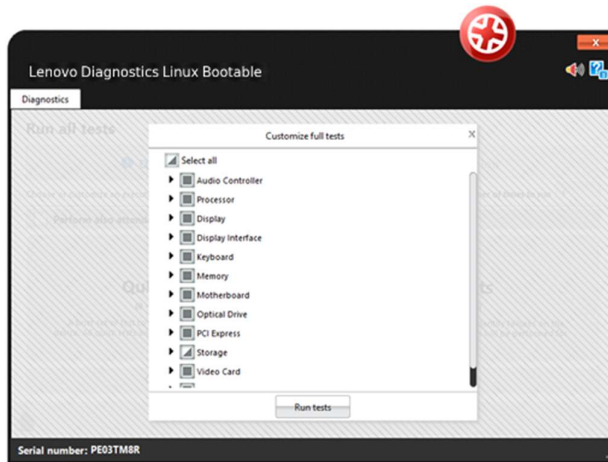 Lenovo Diagnostics Linux Bootable
Diagnostics
Run all tests
Customize full tests
Select all
Audio Controller
Processor
Display
Display Interface
Keyboard
Memory
Motherboard
Optical Drive
PCI Express
Storage
Video Card
Run tests
Serial number: PE03TM8R